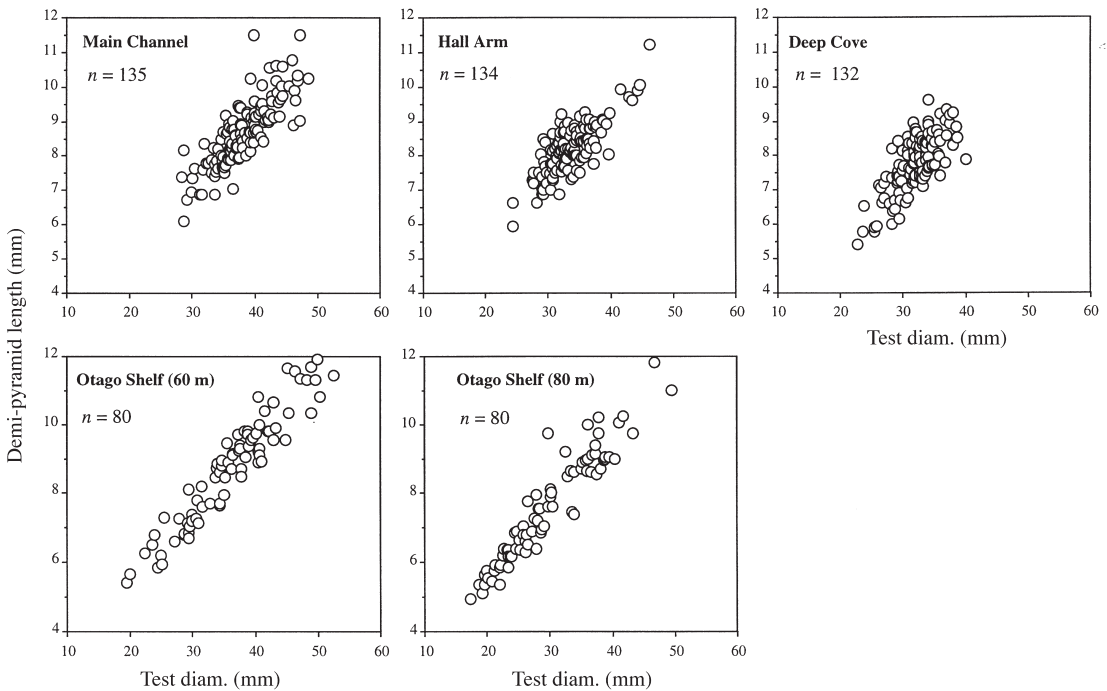 Demi-pyramid length (mm)
Main Channel
n = 135
12
11
10
9
8
7
6
5
4
10 20 30 40 50 60
Hall Arm
n = 134
12
11
10
9
8
7
6
5
4
10 20 30 40 50 60
Deep Cove
n = 132
12
11
10
9
8
7
6
5
4
10 20 30 40 50 60
Test diam. (mm)
Otago Shelf (60 m)
n = 80
12
10
8
6
4
10 20 30 40 50 60
Test diam. (mm)
Otago Shelf (80 m)
n = 80
12
10
8
6
4
10 20 30 40 50 60
Test diam. (mm)